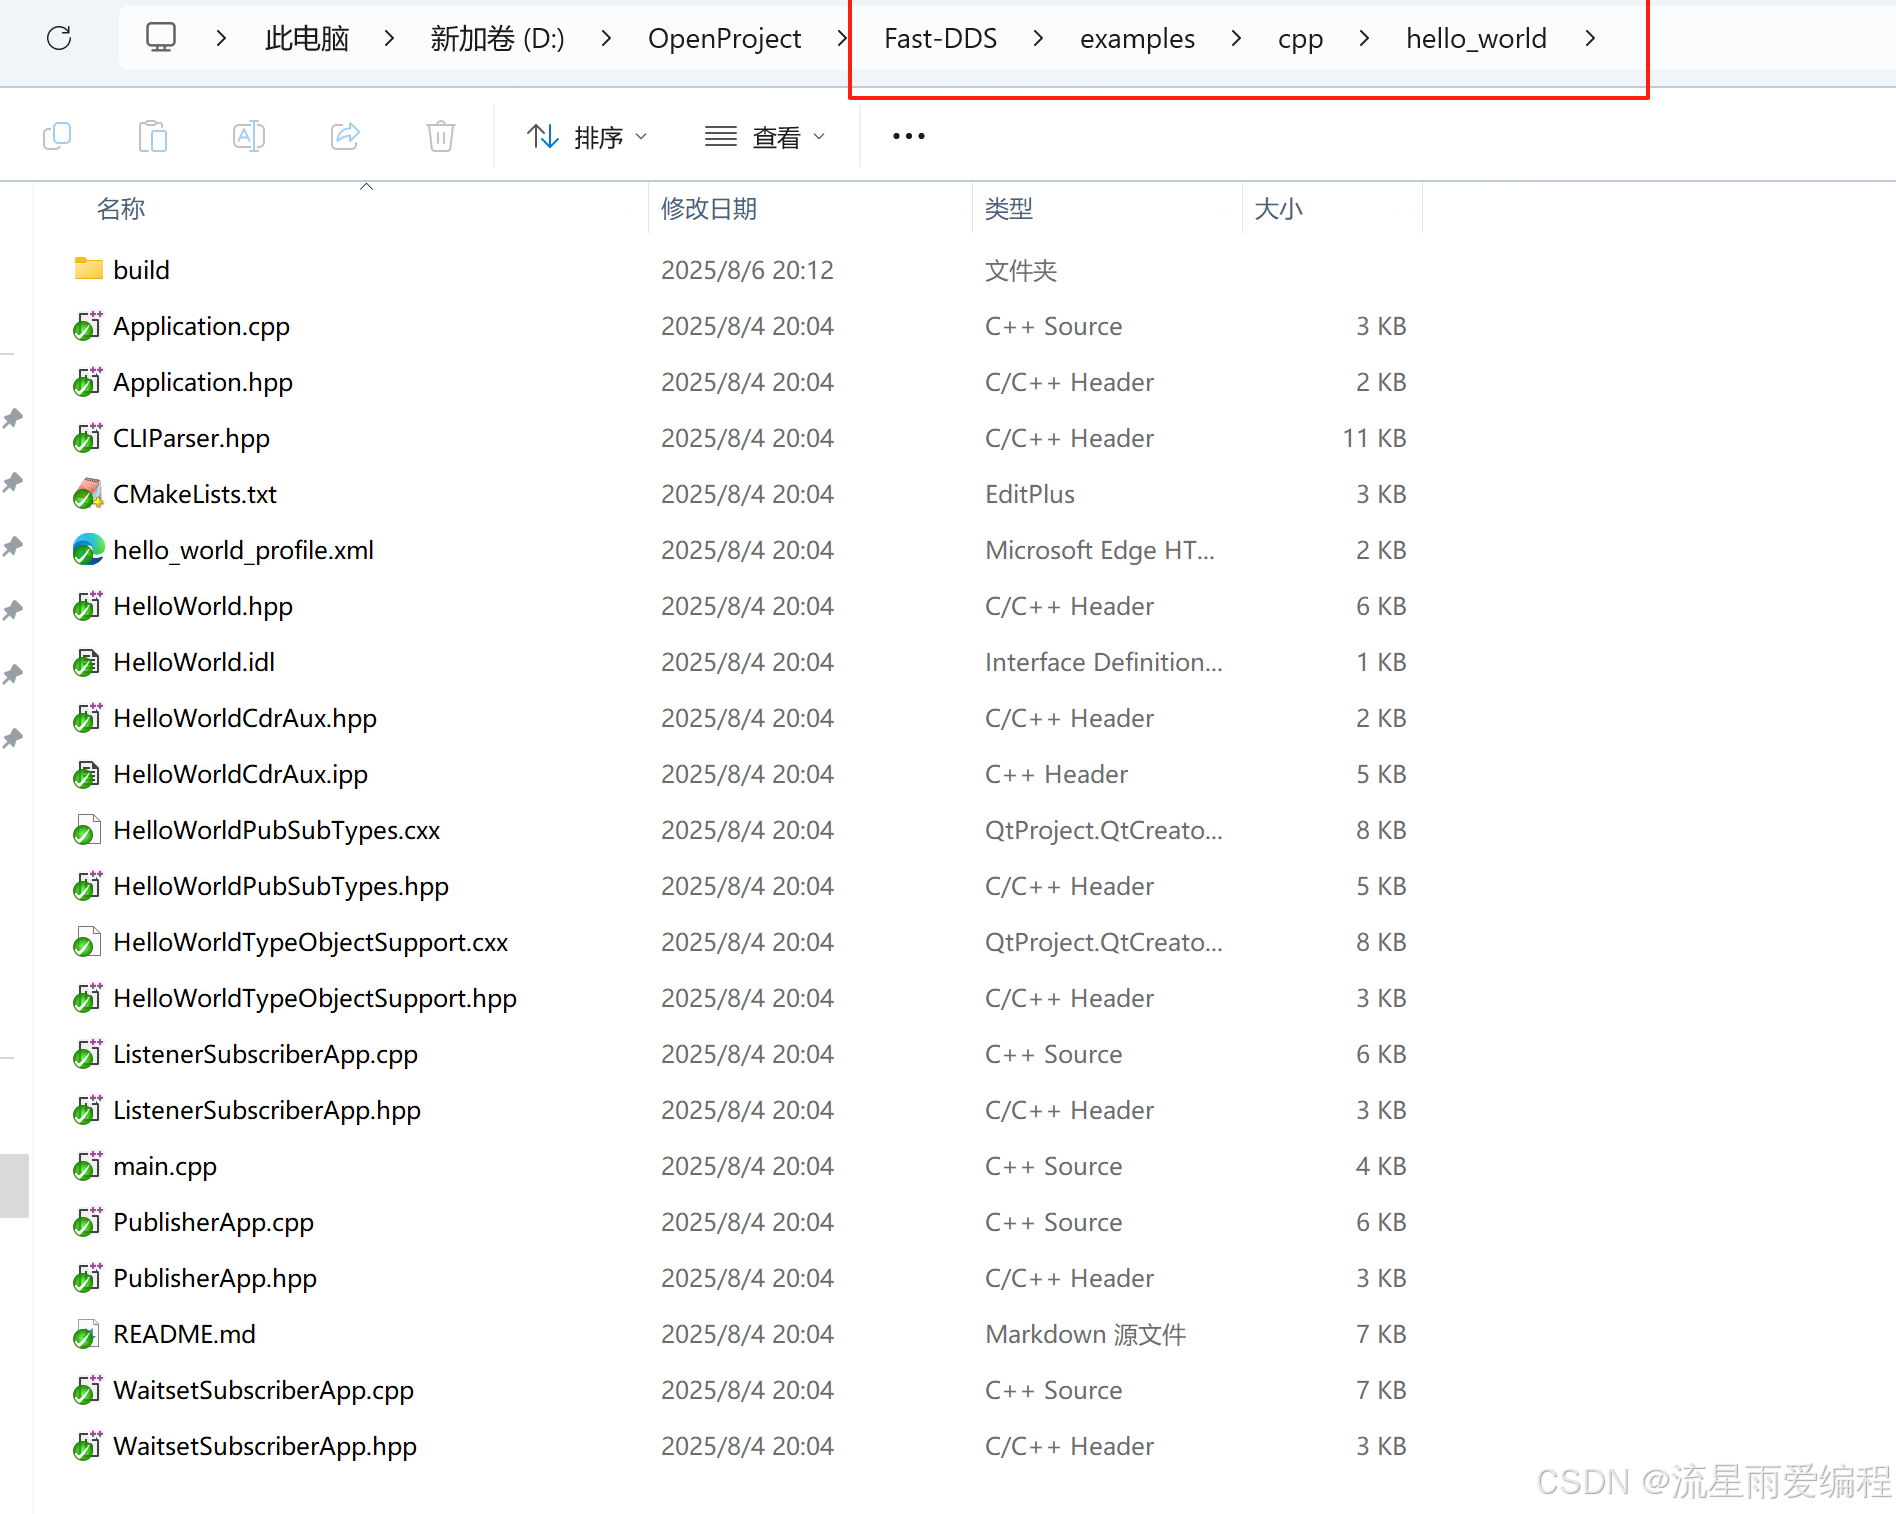 此电脑 新加卷 (D:) OpenProject Fast-DDS examples cpp hello_world
排序 查看
名称 修改日期 类型 大小
build 2025/8/6 20:12 文件夹
Application.cpp 2025/8/4 20:04 C++ Source 3 KB
Application.hpp 2025/8/4 20:04 C/C++ Header 2 KB
CLIParser.hpp 2025/8/4 20:04 C/C++ Header 11 KB
CMakeLists.txt 2025/8/4 20:04 EditPlus 3 KB
hello_world_profile.xml 2025/8/4 20:04 Microsoft Edge HT... 2 KB
HelloWorld.hpp 2025/8/4 20:04 C/C++ Header 6 KB
HelloWorld.idl 2025/8/4 20:04 Interface Definition... 1 KB
HelloWorldCdrAux.hpp 2025/8/4 20:04 C/C++ Header 2 KB
HelloWorldCdrAux.ipp 2025/8/4 20:04 C++ Header 5 KB
HelloWorldPubSubTypes.cxx 2025/8/4 20:04 QtProject.QtCreato... 8 KB
HelloWorldPubSubTypes.hpp 2025/8/4 20:04 C/C++ Header 5 KB
HelloWorldTypeObjectSupport.cxx 2025/8/4 20:04 QtProject.QtCreato... 8 KB
HelloWorldTypeObjectSupport.hpp 2025/8/4 20:04 C/C++ Header 3 KB
ListenerSubscriberApp.cpp 2025/8/4 20:04 C++ Source 6 KB
ListenerSubscriberApp.hpp 2025/8/4 20:04 C/C++ Header 3 KB
main.cpp 2025/8/4 20:04 C++ Source 4 KB
PublisherApp.cpp 2025/8/4 20:04 C++ Source 6 KB
PublisherApp.hpp 2025/8/4 20:04 C/C++ Header 3 KB
README.md 2025/8/4 20:04 Markdown 源文件 7 KB
WaitsetSubscriberApp.cpp 2025/8/4 20:04 C++ Source 7 KB
WaitsetSubscriberApp.hpp 2025/8/4 20:04 C/C++ Header 3 KB
CSDN @流星雨爱编程